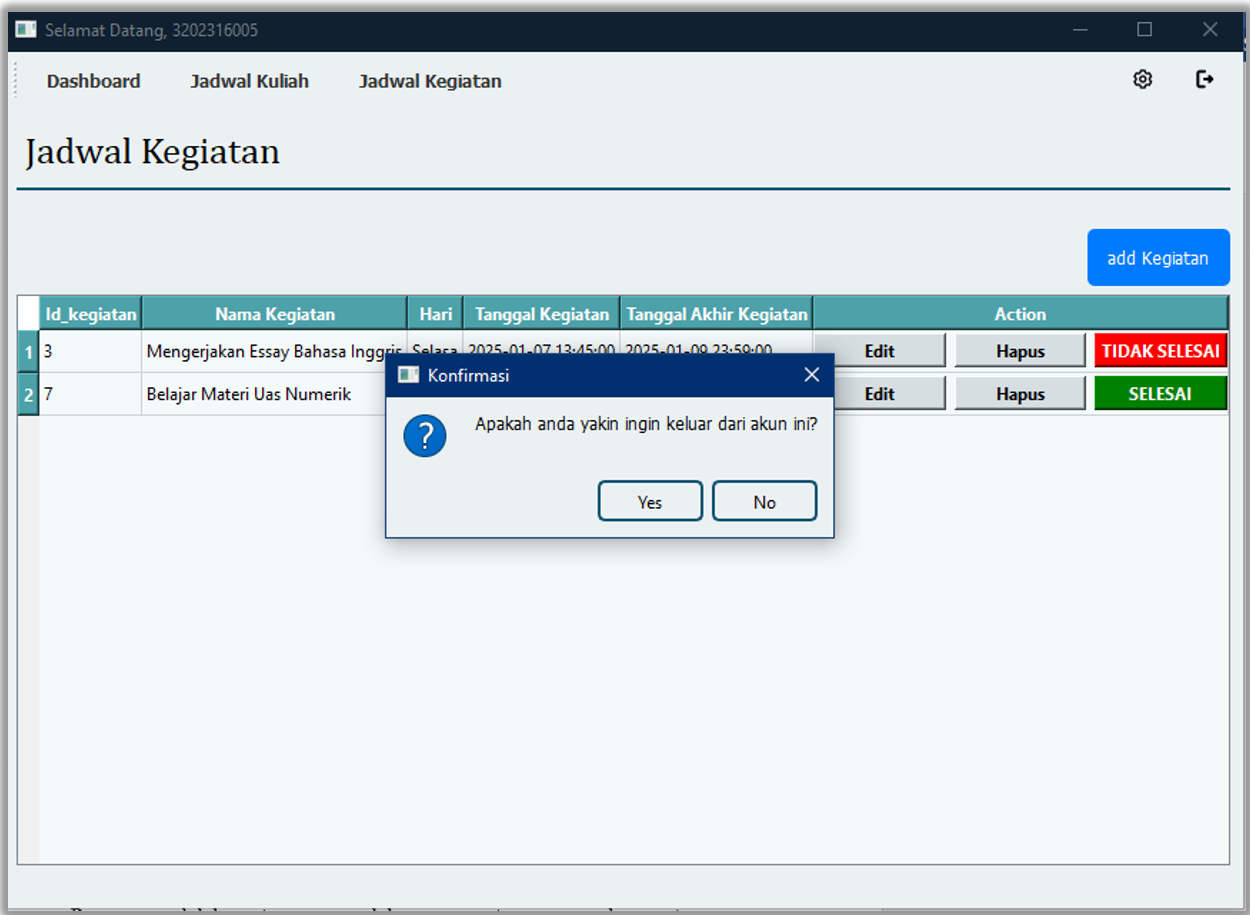 Selamat Datang, 3202316005
Dashboard Jadwal Kuliah Jadwal Kegiatan
Jadwal Kegiatan
add Kegiatan
Id_kegiatan Nama Kegiatan Hari Tanggal Kegiatan Tanggal Akhir Kegiatan Action
1 3 Mengerjakan Essay Bahasa Inggris Selasa 2025-01-07 13:45:00 2025-01-09 23:59:00 Edit Hapus TIDAK SELESAI
2 7 Belajar Materi Uas Numerik Edit Hapus SELESAI
Konfirmasi
Apakah anda yakin ingin keluar dari akun ini?
Yes No